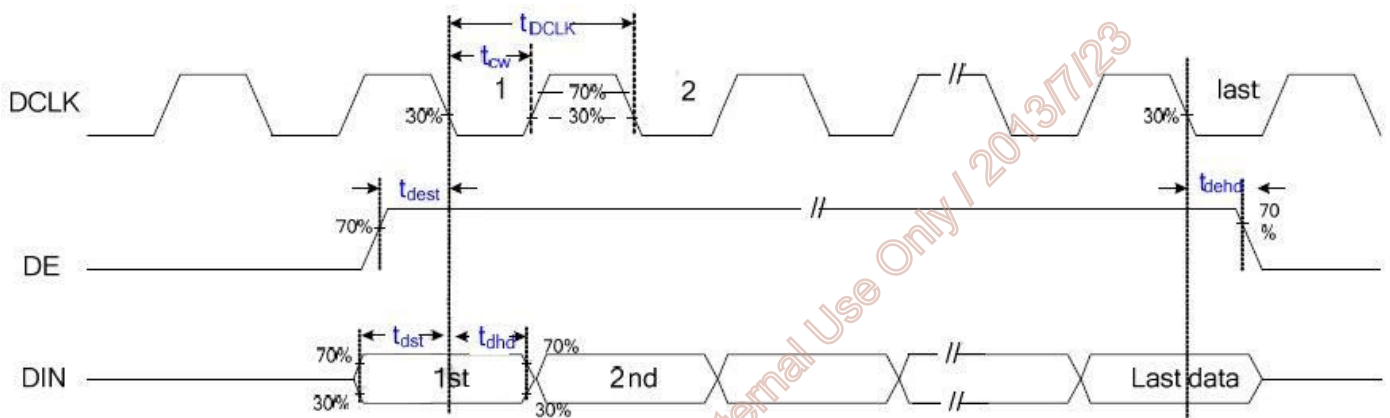 tDCLK
tcw
DCLK
30%
1
70%
30%
2
//
30%
last
tdest
70%
//
tdehd
70
%
DE
tdst
tdhd
70%
30%
1st
70%
30%
2nd
//
//
Last data
DIN
ternal Use Only / 2013/7/23